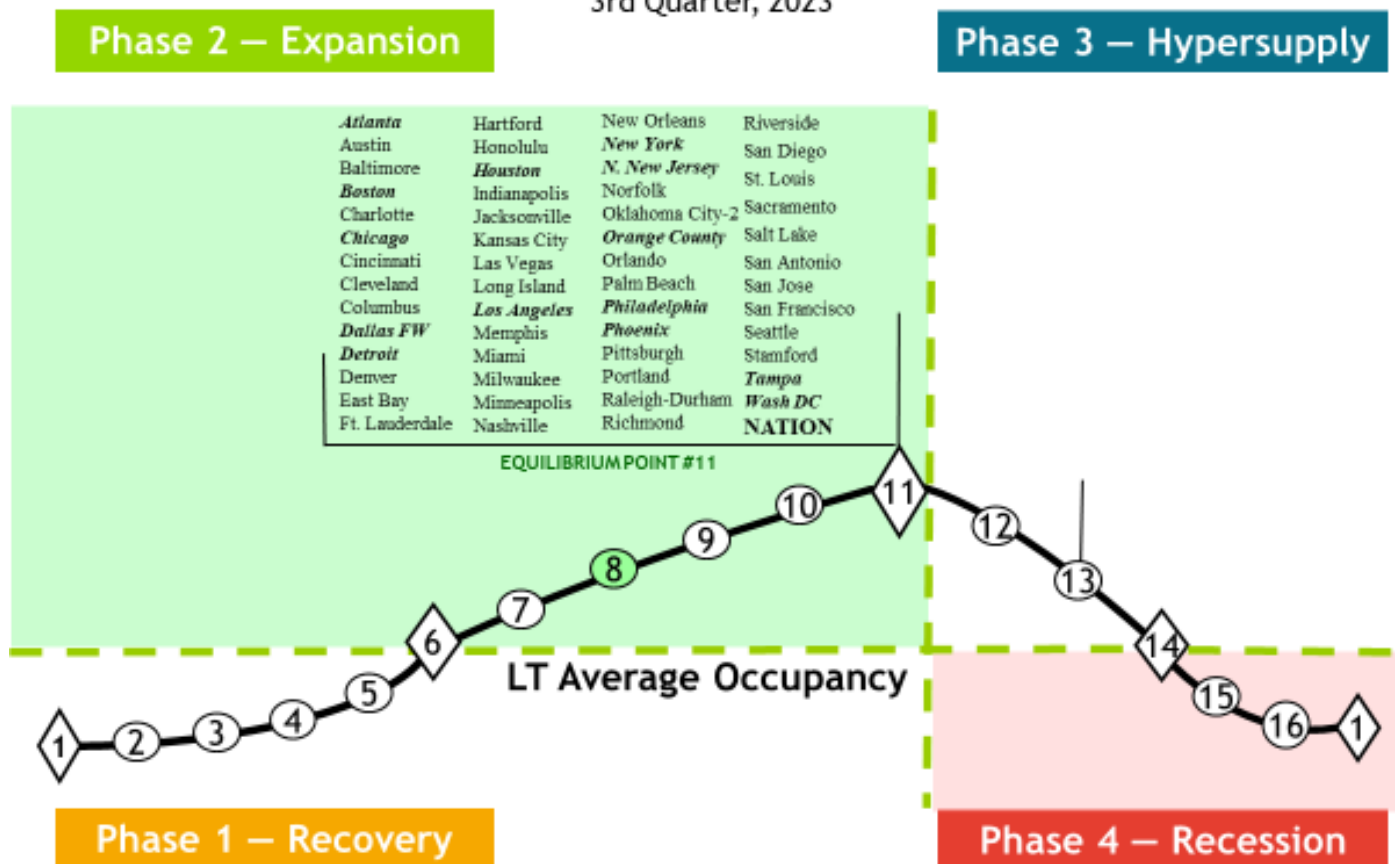 3rd Quarter, 2023
Phase 2 — Expansion
Phase 3 — Hypersupply
Atlanta
Austin
Baltimore
Boston
Charlotte
Chicago
Cincinnati
Cleveland
Columbus
Dallas FW
Detroit
Denver
East Bay
Ft. Lauderdale
Hartford
Honolulu
Houston
Indianapolis
Jacksonville
Kansas City
Las Vegas
Long Island
Los Angeles
Memphis
Miami
Milwaukee
Minneapolis
Nashville
New Orleans
New York
N. New Jersey
Norfolk
Oklahoma City-2
Orange County
Orlando
Palm Beach
Philadelphia
Phoenix
Pittsburgh
Portland
Raleigh-Durham
Richmond
Riverside
San Diego
St. Louis
Sacramento
Salt Lake
San Antonio
San Jose
San Francisco
Seattle
Stamford
Tampa
Wash DC
NATION
EQUILIBRIUM POINT #11
1
2
3
4
5
6
7
8
9
10
11
12
13
14
15
16
1
LT Average Occupancy
Phase 1 — Recovery
Phase 4 — Recession